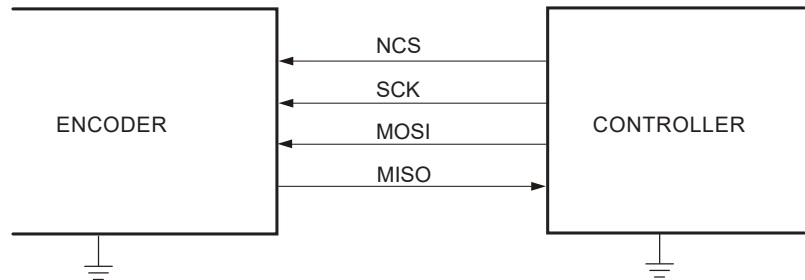 NCS
SCK
ENCODER
CONTROLLER
MOSI
MISO